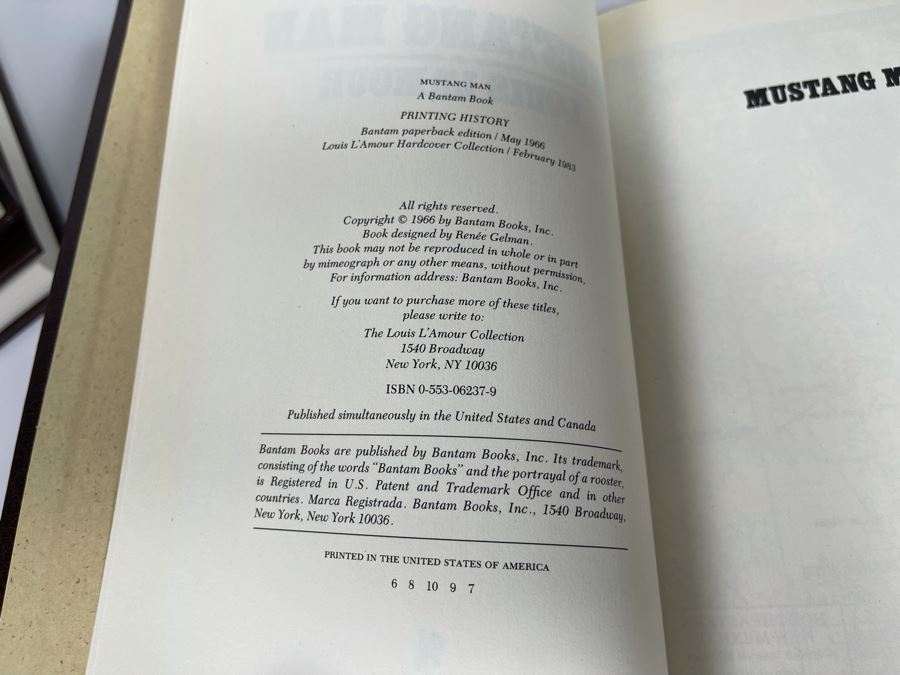 MUSTANG MAN
A Bantam Book
PRINTING HISTORY
Bantam paperback edition / May 1966
Louis L'Amour Hardcover Collection / February 1983
All rights reserved.
Copyright © 1966 by Bantam Books, Inc.
Book designed by Renée Gelman.
This book may not be reproduced in whole or in part
by mimeograph or any other means, without permission,
For information address: Bantam Books, Inc.
If you want to purchase more of these titles,
please write to:
The Louis L'Amour Collection
1540 Broadway
New York, NY 10036
ISBN 0-553-06237-9
Published simultaneously in the United States and Canada
Bantam Books are published by Bantam Books, Inc. Its trademark,
consisting of the words "Bantam Books" and the portrayal of a rooster,
is Registered in U.S. Patent and Trademark Office and in other
countries. Marca Registrada. Bantam Books, Inc., 1540 Broadway,
New York, New York 10036.
PRINTED IN THE UNITED STATES OF AMERICA
6 8 10 9 7
MUSTANG M